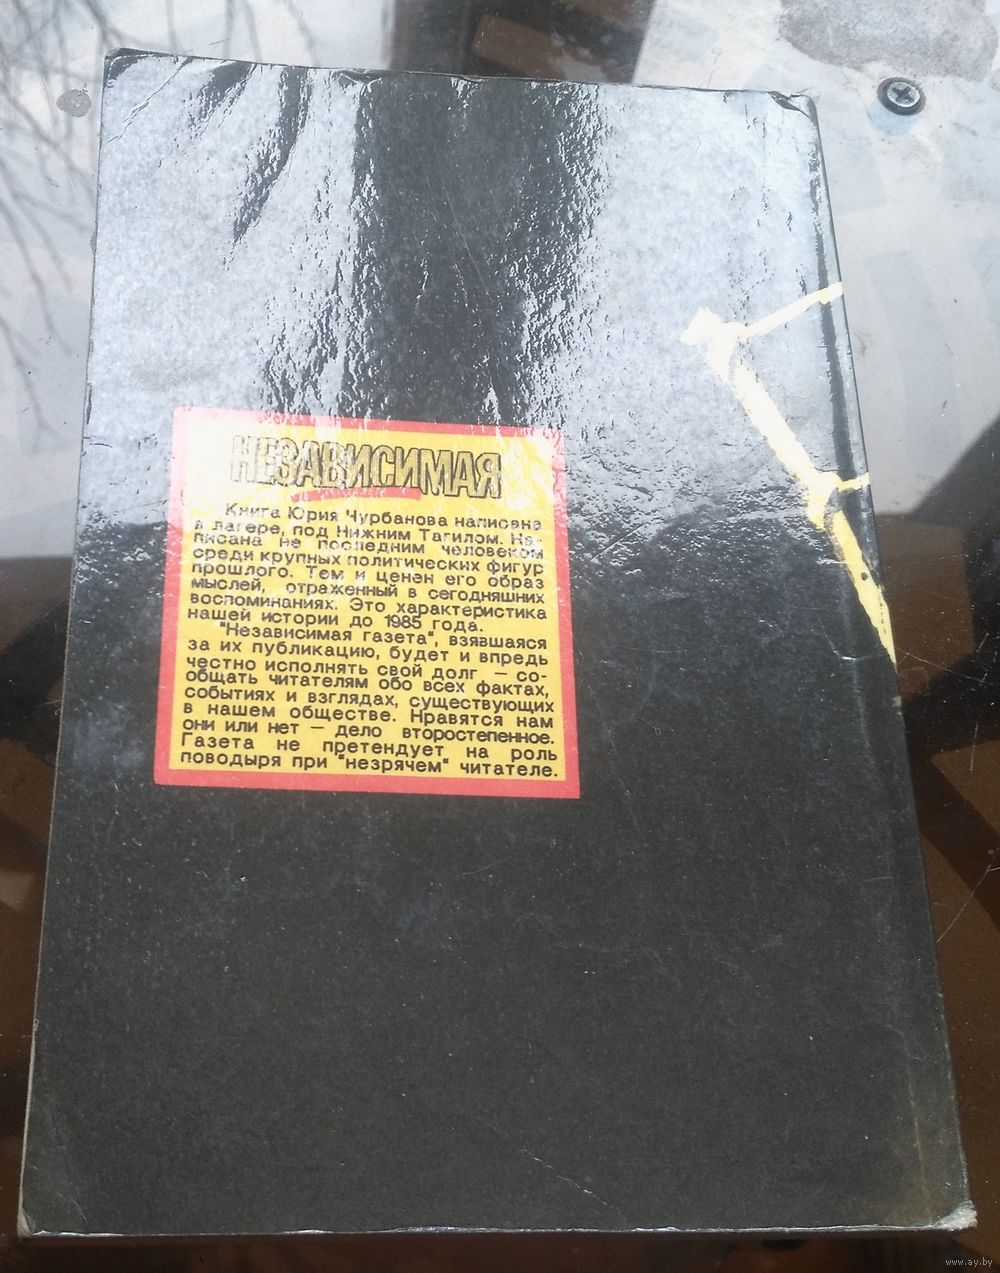 НЕЗАВИСИМАЯ
Книга Юрия Чурбанова написана
в лагере, под Нижним Тагилом. На-
писана не последним человеком
среди крупных политических фигур
прошлого. Тем и ценен его образ
мыслей, отраженный в сегодняшних
воспоминаниях. Это характеристика
нашей истории до 1985 года.
"Независимая газета", взявшаяся
за их публикацию, будет и впредь
честно исполнять свой долг — со-
общать читателям обо всех фактах,
событиях и взглядах, существующих
в нашем обществе. Нравятся нам
они или нет — дело второстепенное.
Газета не претендует на роль
поводыря при "незрячем" читателе.
www.ay.by